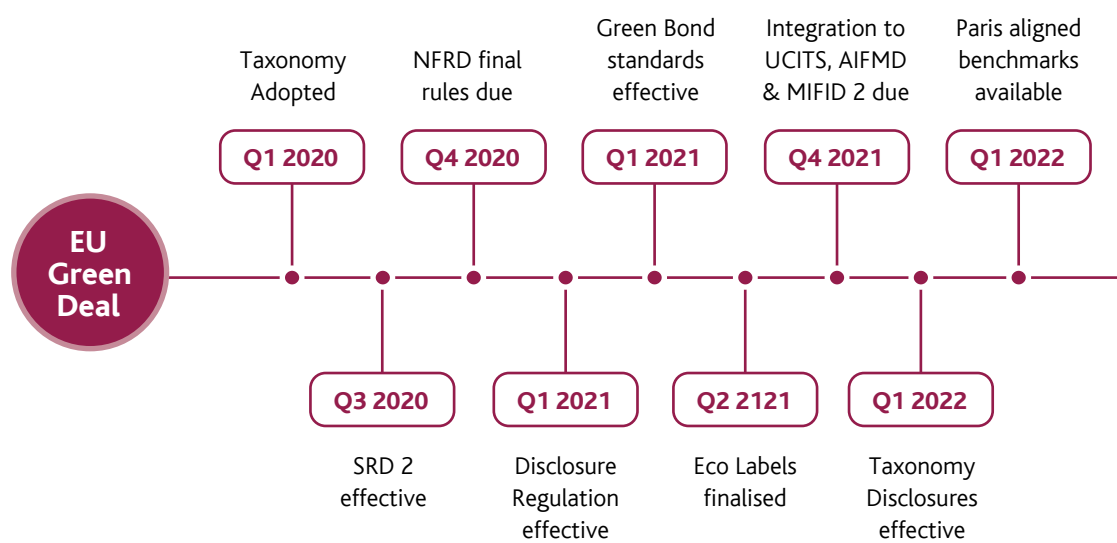 EU
Green
Deal
Taxonomy
Adopted
Q1 2020
Q3 2020
SRD 2
effective
NFRD final
rules due
Q4 2020
Q1 2021
Disclosure
Regulation
effective
Green Bond
standards
effective
Q1 2021
Q2 2121
Eco Labels
finalised
Integration to
UCITS, AIFMD
& MIFID 2 due
Q4 2021
Q1 2022
Taxonomy
Disclosures
effective
Paris aligned
benchmarks
available
Q1 2022